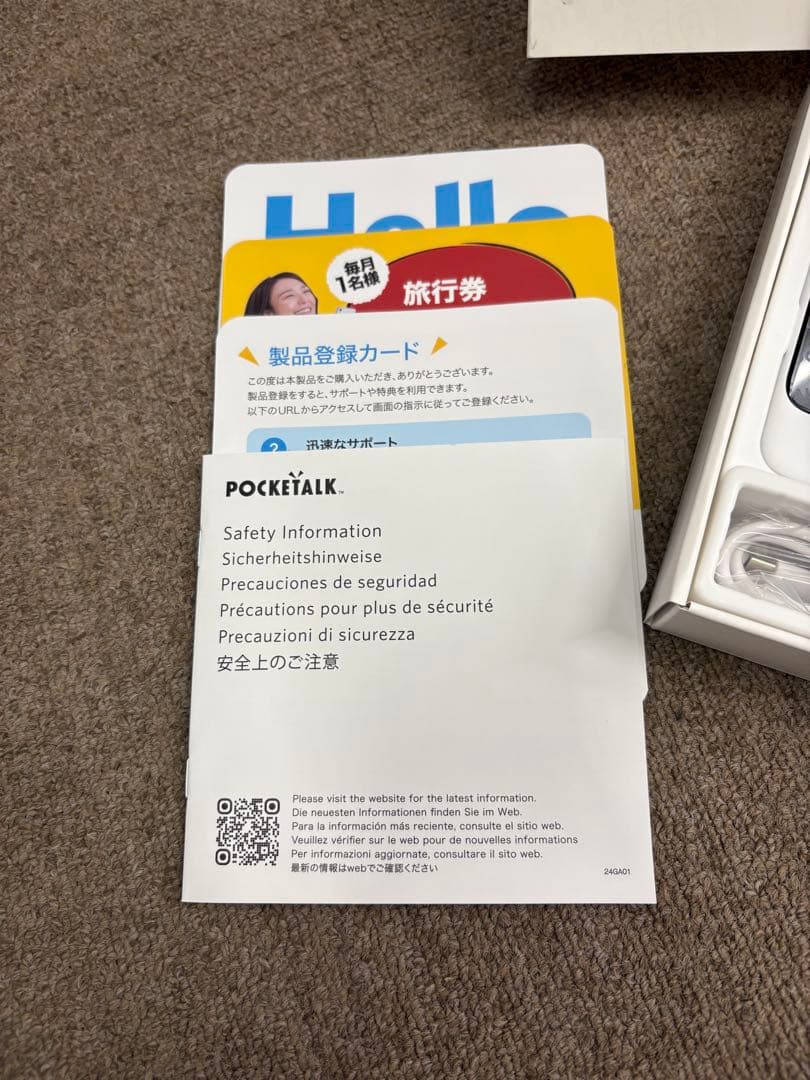 Hello
毎月
1名様
旅行券
製品登録カード
この度は本製品をご購入いただき、ありがとうございます。
製品登録をすると、サポートや特典を利用できます。
以下のURLからアクセスして画面の指示に従ってご登録ください。
迅速なサポート
POCKETALK™
Safety Information
Sicherheitshinweise
Precauciones de seguridad
Précautions pour plus de sécurité
Precauzioni di sicurezza
安全上のご注意
Please visit the website for the latest information.
Die neuesten Informationen finden Sie im Web.
Para la información más reciente, consulte el sitio web.
Veuillez vérifier sur le web pour de nouvelles informations
Per informazioni aggiornate, consultare il sito web.
最新の情報はwebでご確認ください
24GA01